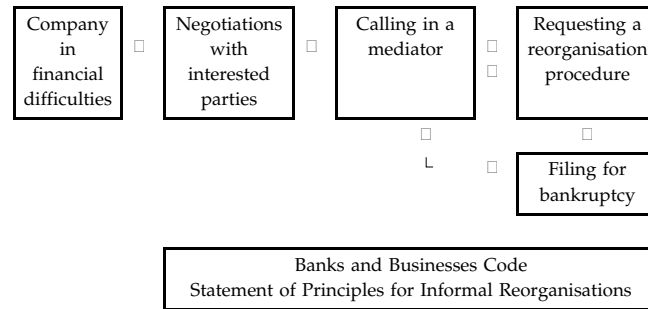 Company
in
financial
difficulties
Negotiations
with
interested
parties
Calling in a
mediator
Requesting a
reorganisation
procedure
Filing for
bankruptcy
Banks and Businesses Code
Statement of Principles for Informal Reorganisations